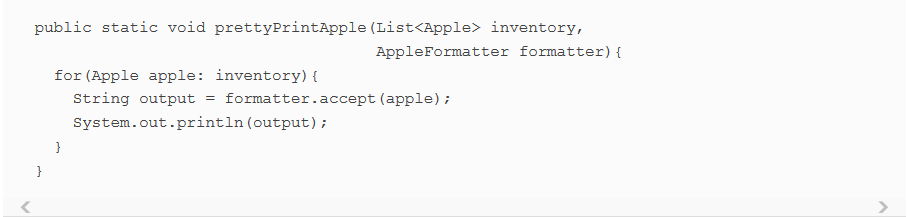 public static void prettyPrintApple(List<Apple> inventory,
AppleFormatter formatter){
for(Apple apple: inventory){
String output = formatter.accept(apple);
System.out.println(output);
}
}